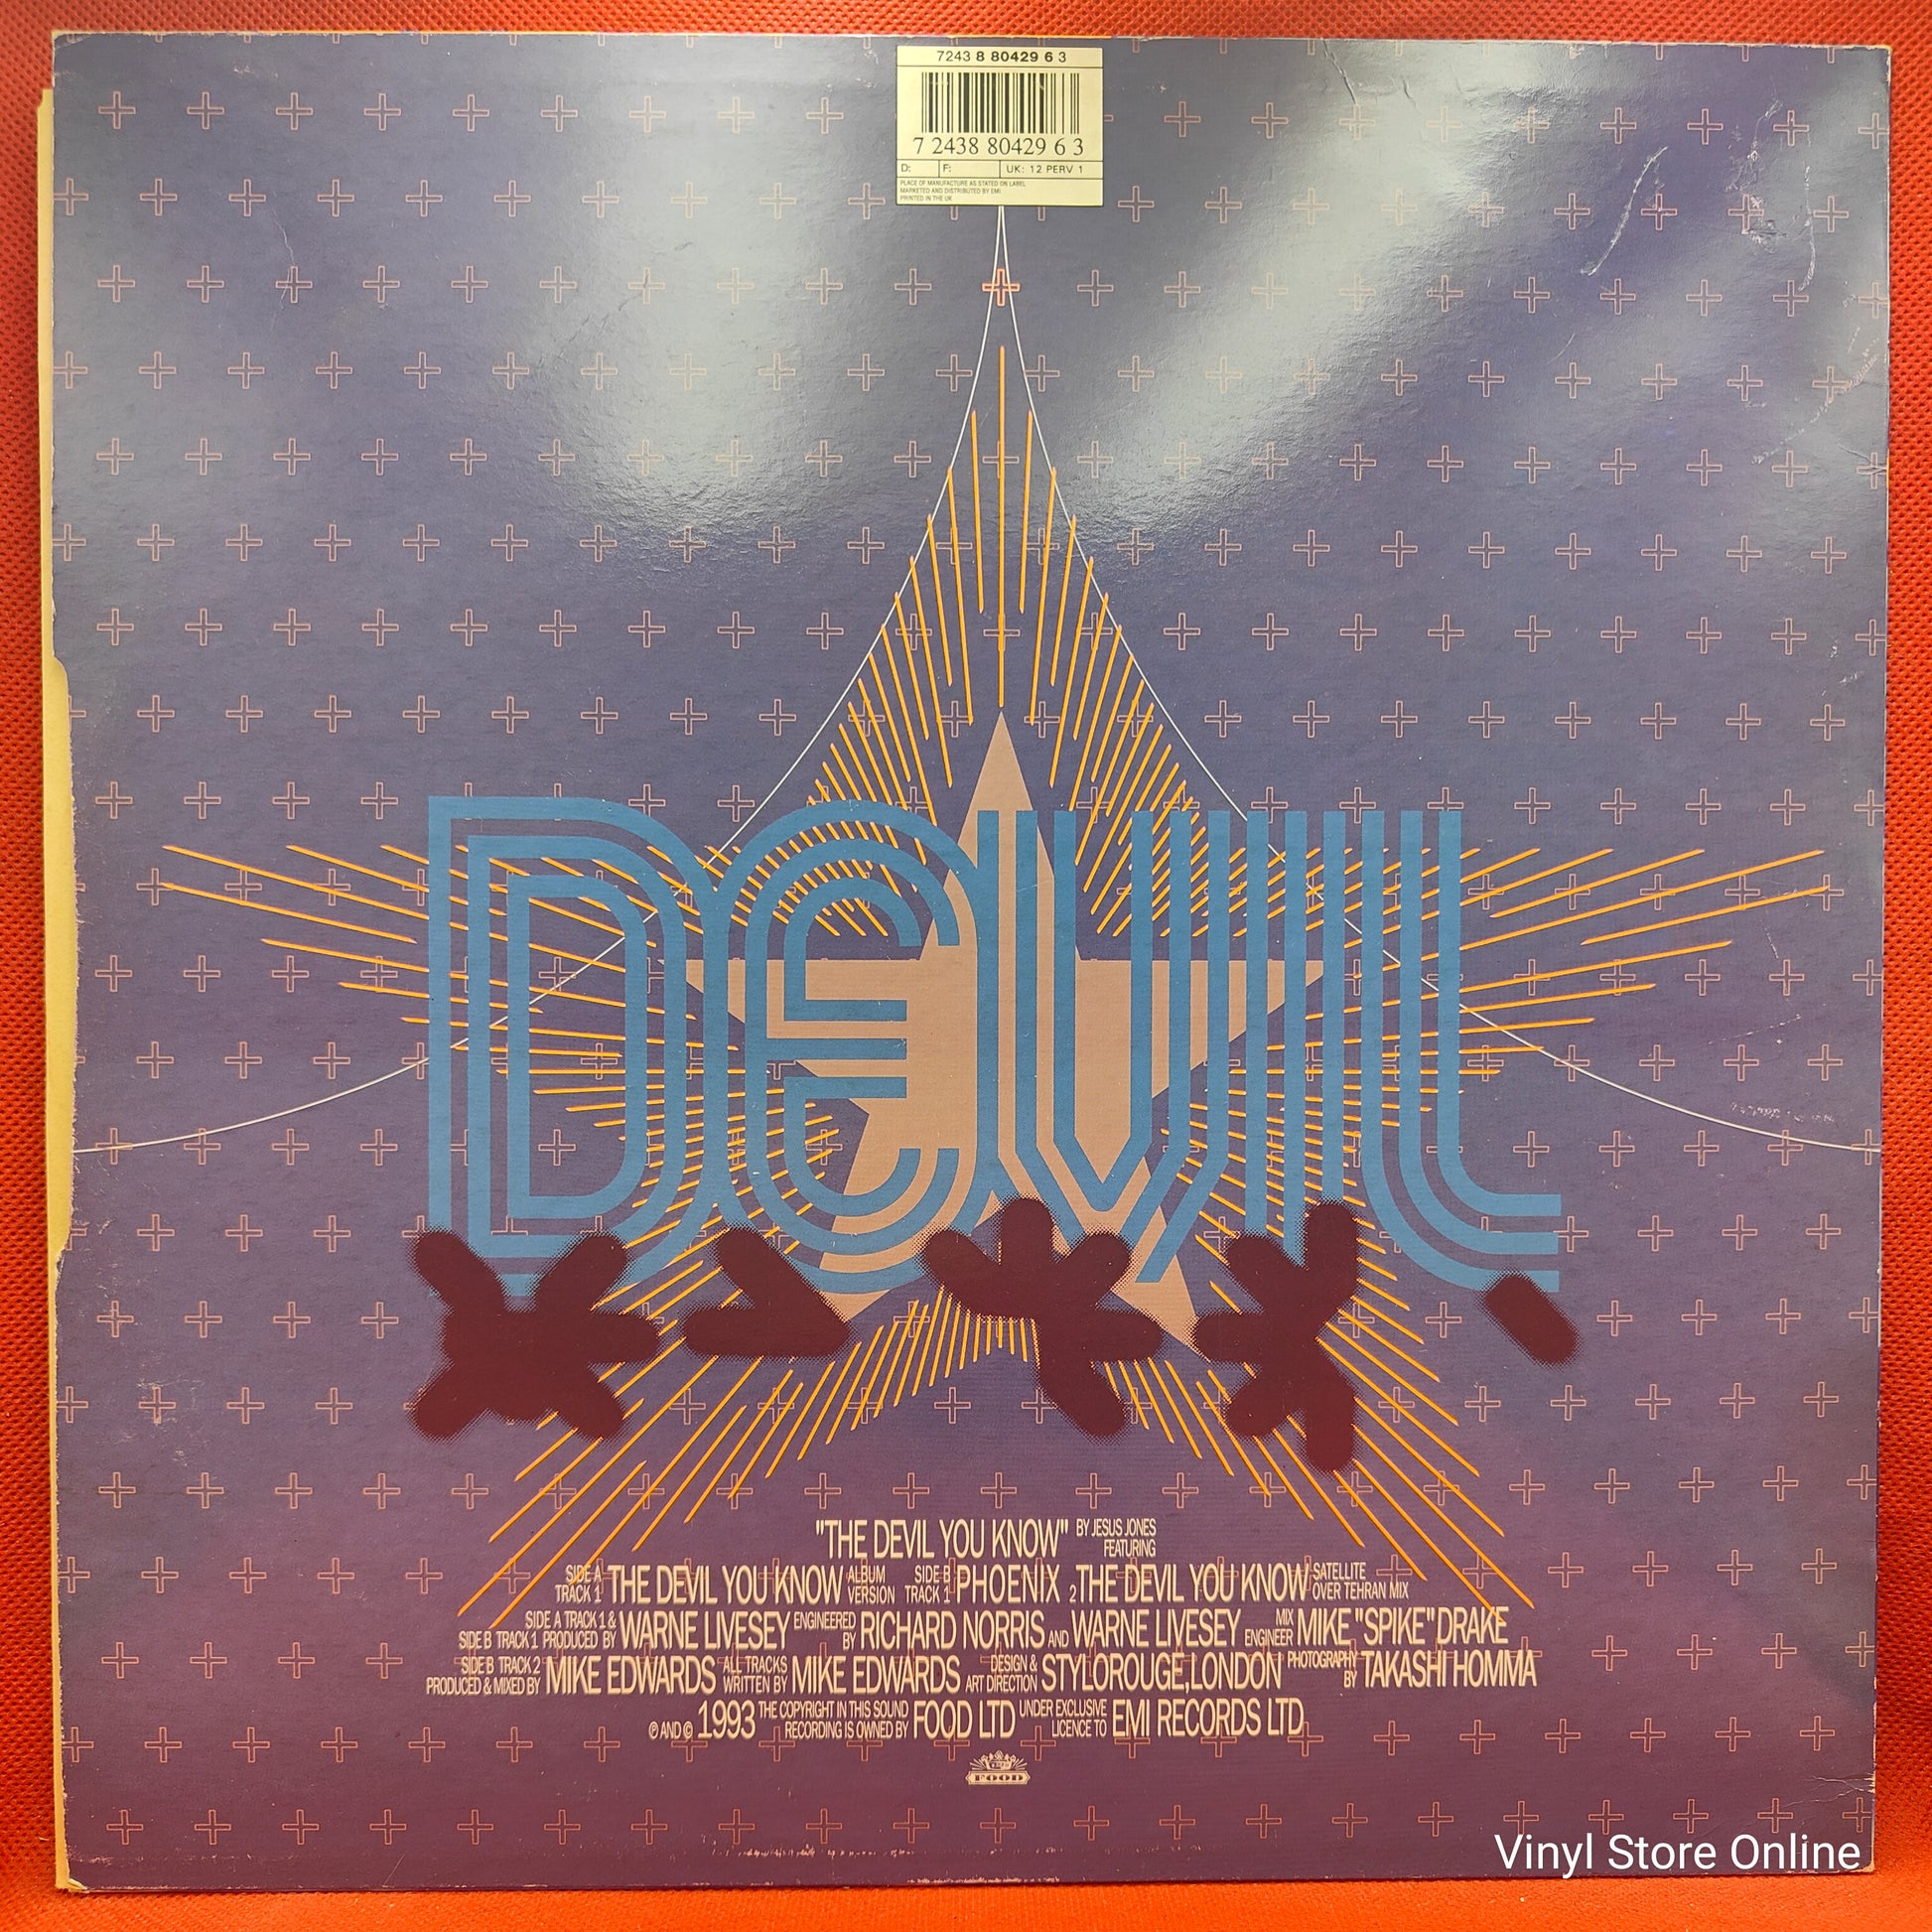 7243 8 80429 6 3
7 2438 80429 6 3
D: F: UK: 12 PERV 1
PLACE OF MANUFACTURE AS STATED ON LABEL
MARKETED AND DISTRIBUTED BY EMI
PRINTED IN THE UK
DEVIL
"THE DEVIL YOU KNOW" BY JESUS JONES FEATURING
SIDE A TRACK 1 THE DEVIL YOU KNOW ALBUM VERSION SIDE B TRACK 1 PHOENIX 2 THE DEVIL YOU KNOW SATELLITE OVER TEHRAN MIX
SIDE A TRACK 1 & SIDE B TRACK 1 PRODUCED BY WARNE LIVESEY ENGINEERED BY RICHARD NORRIS AND WARNE LIVESEY MIX ENGINEER MIKE "SPIKE" DRAKE
SIDE B TRACK 2 PRODUCED & MIXED BY MIKE EDWARDS ALL TRACKS WRITTEN BY MIKE EDWARDS DESIGN & ART DIRECTION STYLOROUGE, LONDON PHOTOGRAPHY BY TAKASHI HOMMA
℗ AND © 1993 THE COPYRIGHT IN THIS SOUND RECORDING IS OWNED BY FOOD LTD UNDER EXCLUSIVE LICENCE TO EMI RECORDS LTD
FOOD
Vinyl Store Online